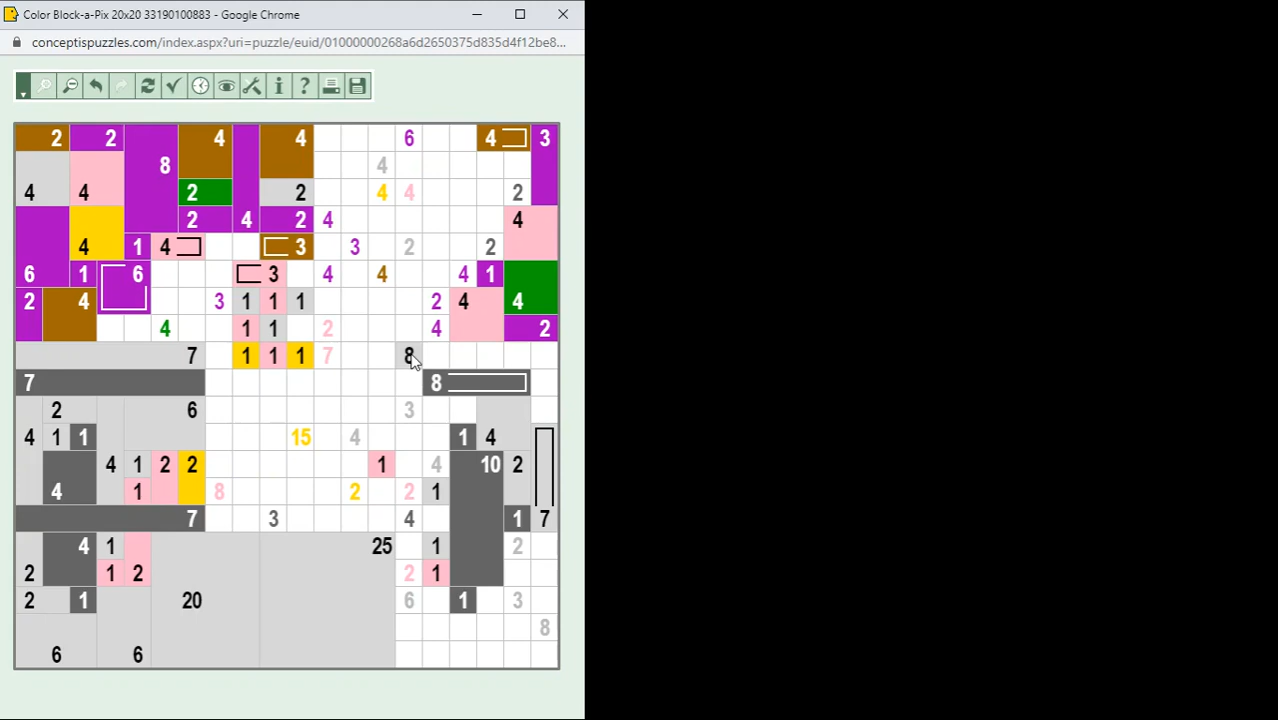 Color Block-a-Pix 20x20 33190100883 - Google Chrome
conceptispuzzles.com/index.aspx?uri=puzzle/euid/01000000268a6d2650375d835d4f12be8...
2 2 4 4 6 4 3
8 4
4 4 2 2 4 4 2
2 4 2 4 4
4 1 4 3 3 2 2
6 1 6 3 4 4 4 1
2 4 3 1 1 1 2 4 4
4 1 1 2 4 2
7 1 1 1 7 8
7 8
2 6 3
4 1 1 15 4 1 4
4 1 2 2 1 4 10 2
4 1 8 2 2 1
7 3 4 1 7
4 1 25 1 2
2 1 2 2 1
2 1 20 6 1 3
8
6 6